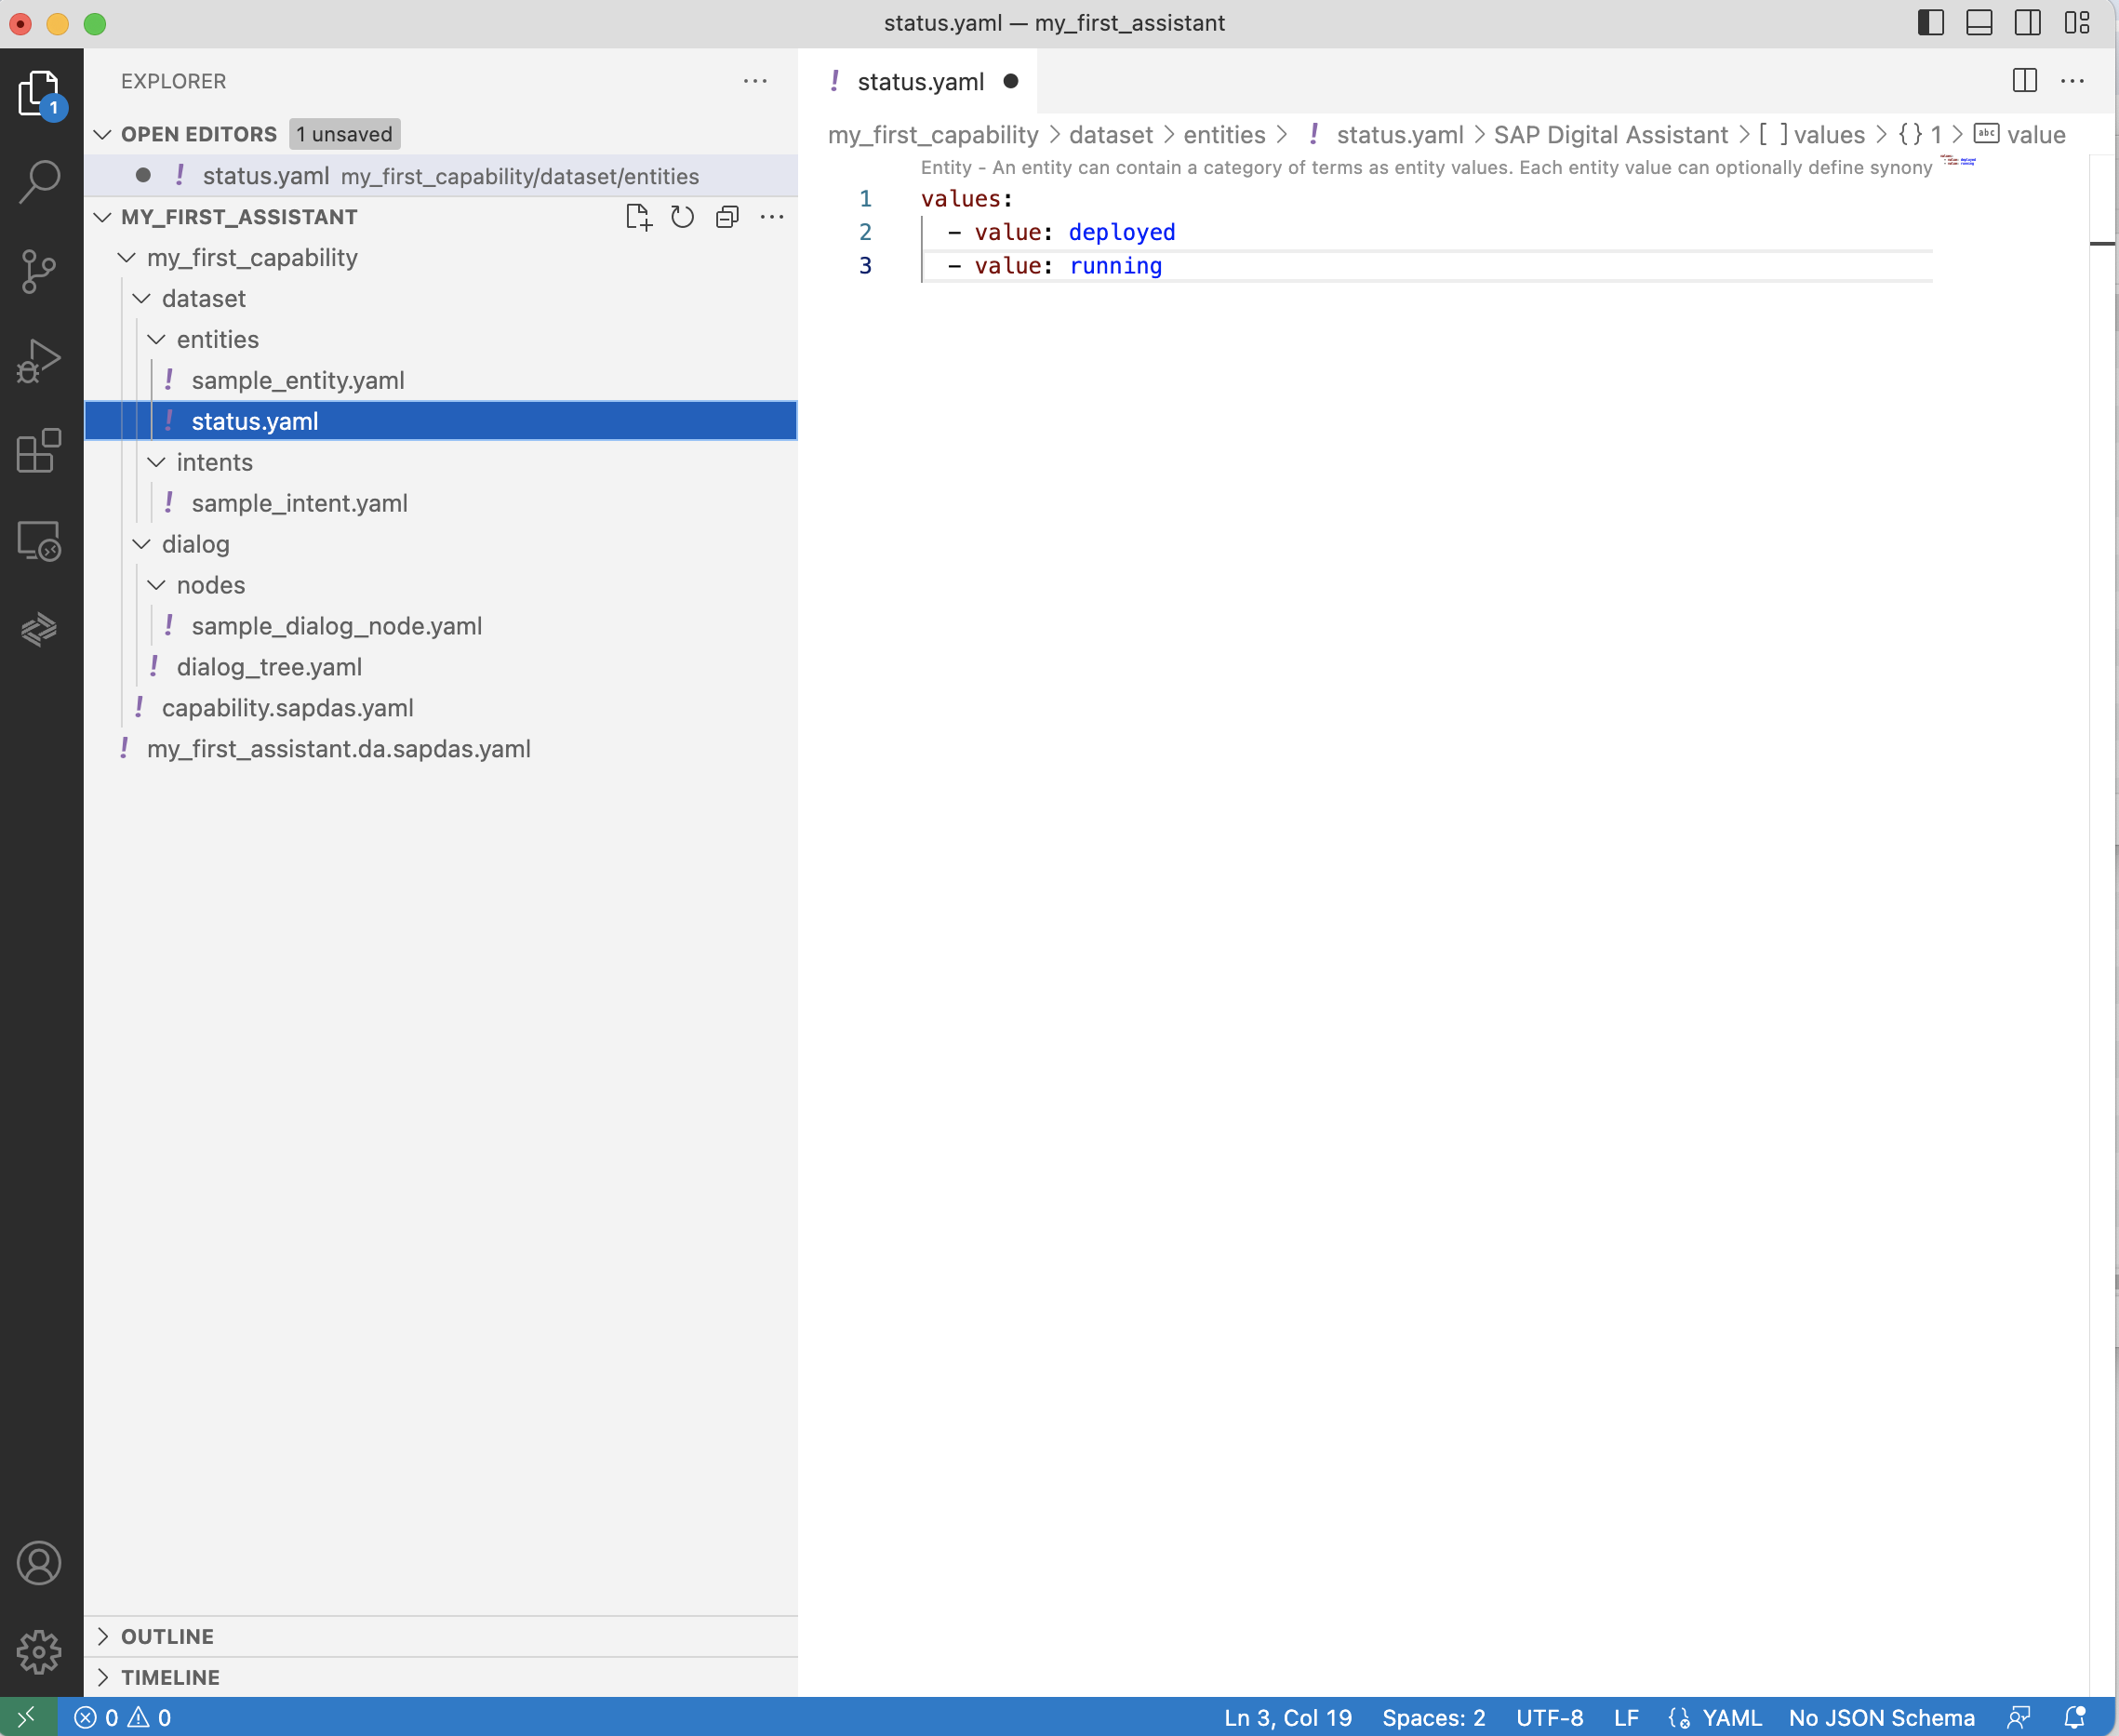 status.yaml — my_first_assistant
1
EXPLORER
OPEN EDITORS 1 unsaved
! status.yaml my_first_capability/dataset/entities
MY_FIRST_ASSISTANT
my_first_capability
dataset
entities
! sample_entity.yaml
! status.yaml
intents
! sample_intent.yaml
dialog
nodes
! sample_dialog_node.yaml
! dialog_tree.yaml
! capability.sapdas.yaml
! my_first_assistant.da.sapdas.yaml
OUTLINE
TIMELINE
! status.yaml
my_first_capability > dataset > entities > ! status.yaml > SAP Digital Assistant > [ ] values > {} 1 > abc value
Entity - An entity can contain a category of terms as entity values. Each entity value can optionally define synony
1 values:
2 - value: deployed
3 - value: running
0 0 Ln 3, Col 19 Spaces: 2 UTF-8 LF YAML No JSON Schema